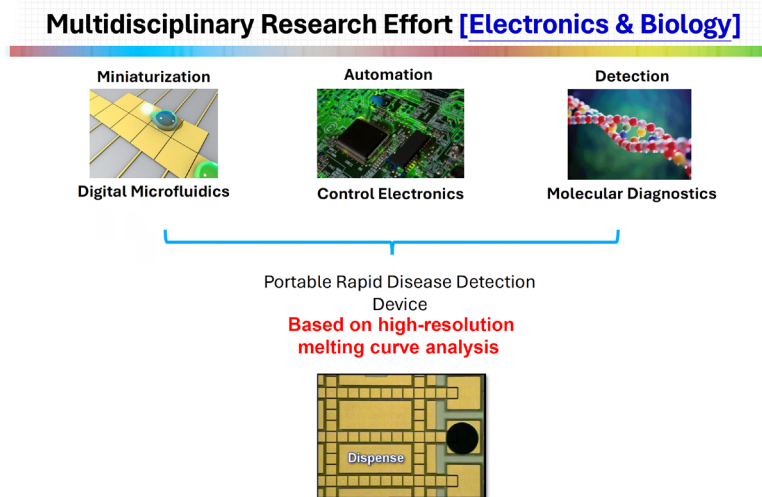 Multidisciplinary Research Effort [Electronics & Biology]
Miniaturization
Automation
Detection
Digital Microfluidics
Control Electronics
Molecular Diagnostics
Portable Rapid Disease Detection
Device
Based on high-resolution
melting curve analysis
Dispense